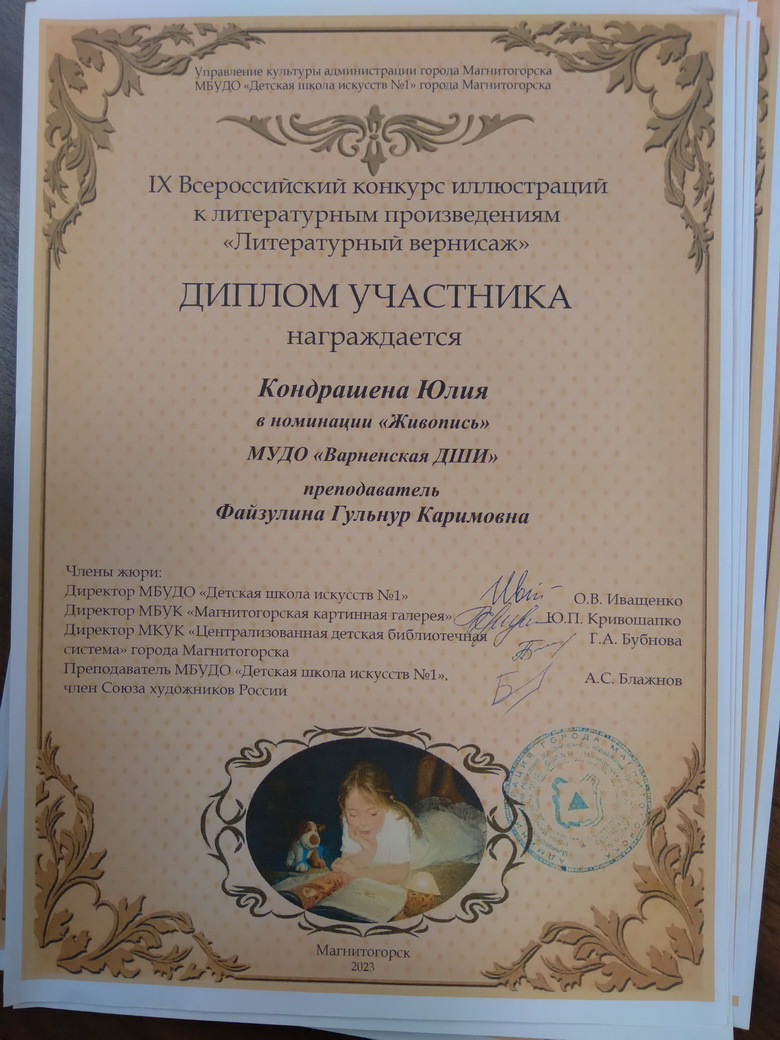 Управление культуры администрации города Магнитогорска
МБУДО «Детская школа искусств №1» города Магнитогорска
IX Всероссийский конкурс иллюстраций
к литературным произведениям
«Литературный вернисаж»
ДИПЛОМ УЧАСТНИКА
награждается
Кондрашена Юлия
в номинации «Живопись»
МУДО «Варненская ДШИ»
преподаватель
Файзулина Гульнур Каримовна
Члены жюри:
Директор МБУДО «Детская школа искусств №1» О.В. Иващенко
Директор МБУК «Магнитогорская картинная галерея» Ю.П. Кривошапко
Директор МКУК «Централизованная детская библиотечная Г.А. Бубнова
система» города Магнитогорска
Преподаватель МБУДО «Детская школа искусств №1», А.С. Блажнов
член Союза художников России
Магнитогорск
2023